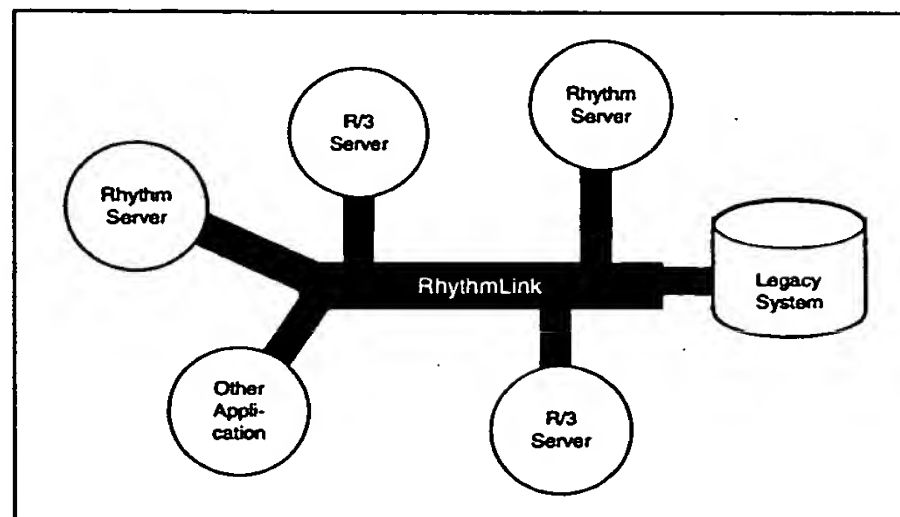 R/3
Server
Rhythm
Server
Rhythm
Server
RhythmLink
Legacy
System
Other
Appli-
cation
R/3
Server